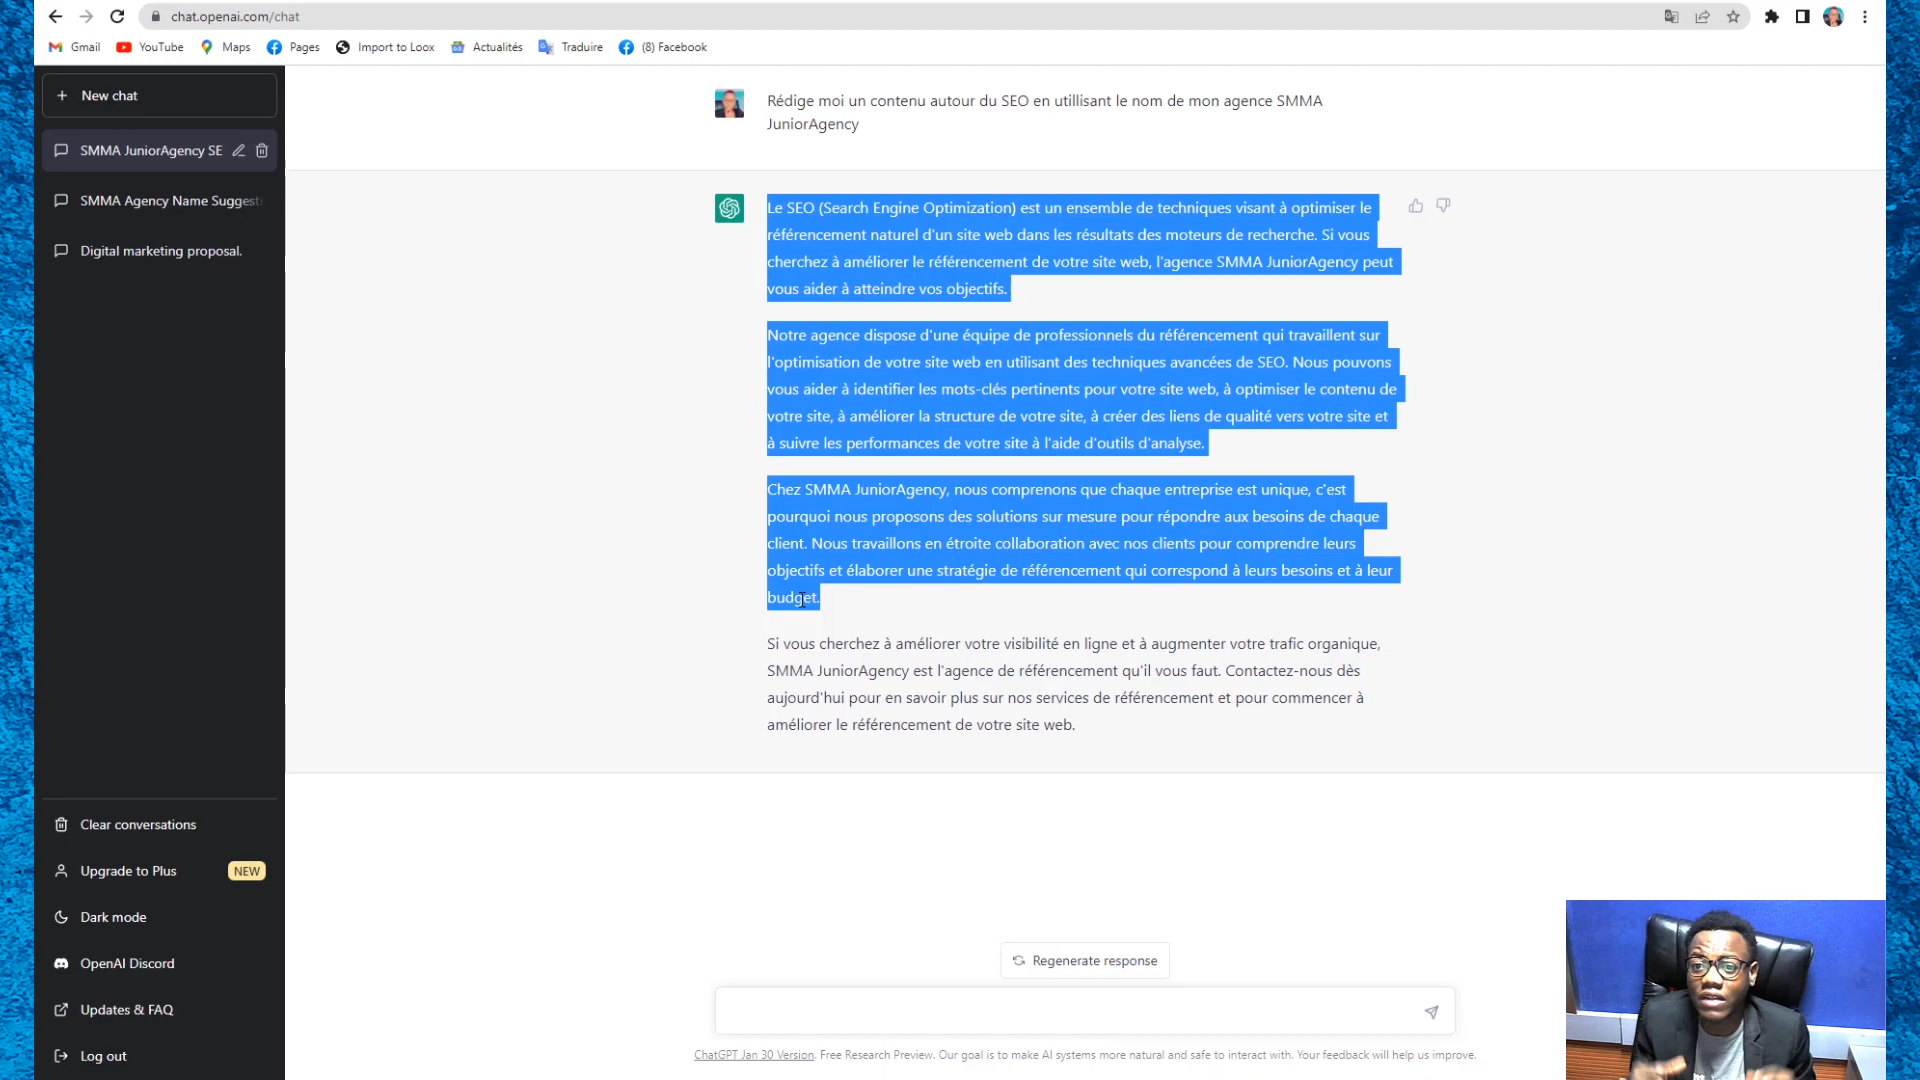 chat.openai.com/chat
Gmail YouTube Maps Pages Import to Loox Actualités Traduire (8) Facebook
New chat
SMMA JuniorAgency SE
SMMA Agency Name Suggest
Digital marketing proposal.
Clear conversations
Upgrade to Plus NEW
Dark mode
OpenAI Discord
Updates & FAQ
Log out
Rédige moi un contenu autour du SEO en utillisant le nom de mon agence SMMA
JuniorAgency
Le SEO (Search Engine Optimization) est un ensemble de techniques visant à optimiser le
référencement naturel d'un site web dans les résultats des moteurs de recherche. Si vous
cherchez à améliorer le référencement de votre site web, l'agence SMMA JuniorAgency peut
vous aider à atteindre vos objectifs.
Notre agence dispose d'une équipe de professionnels du référencement qui travaillent sur
l'optimisation de votre site web en utilisant des techniques avancées de SEO. Nous pouvons
vous aider à identifier les mots-clés pertinents pour votre site web, à optimiser le contenu de
votre site, à améliorer la structure de votre site, à créer des liens de qualité vers votre site et
à suivre les performances de votre site à l'aide d'outils d'analyse.
Chez SMMA JuniorAgency, nous comprenons que chaque entreprise est unique, c'est
pourquoi nous proposons des solutions sur mesure pour répondre aux besoins de chaque
client. Nous travaillons en étroite collaboration avec nos clients pour comprendre leurs
objectifs et élaborer une stratégie de référencement qui correspond à leurs besoins et à leur
budget.
Si vous cherchez à améliorer votre visibilité en ligne et à augmenter votre trafic organique,
SMMA JuniorAgency est l'agence de référencement qu'il vous faut. Contactez-nous dès
aujourd'hui pour en savoir plus sur nos services de référencement et pour commencer à
améliorer le référencement de votre site web.
Regenerate response
ChatGPT Jan 30 Version. Free Research Preview. Our goal is to make AI systems more natural and safe to interact with. Your feedback will help us improve.